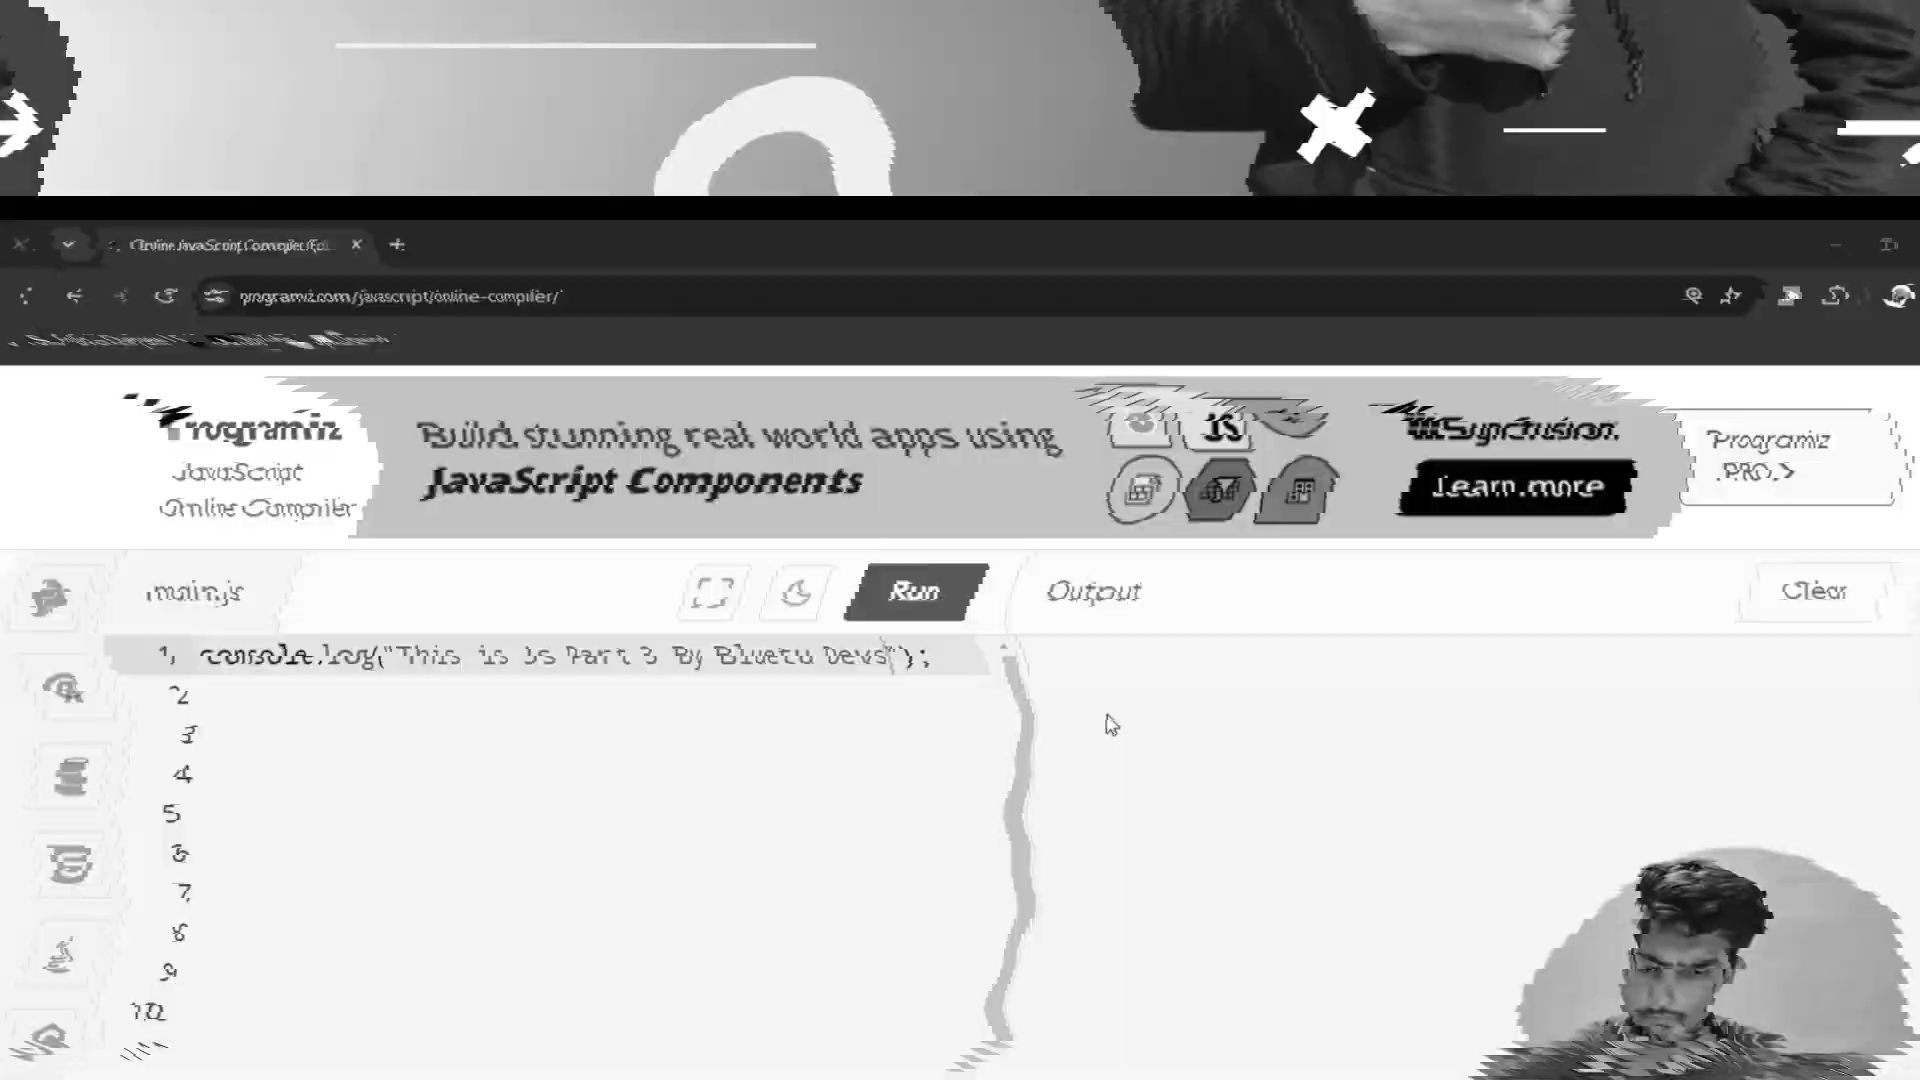 Online JavaScript Compiler (Ed
programiz.com/javascript/online-compiler/
Programiz
JavaScript
Online Compiler
Build stunning real world apps using
JavaScript Components
JS
Syncfusion.
Learn more
Programiz
PRO >
main.js
Run
Output
Clear
1 console.log("This is Js Part 3 By Bluetu Devs");
2
3
4
5
6
7
8
9
10